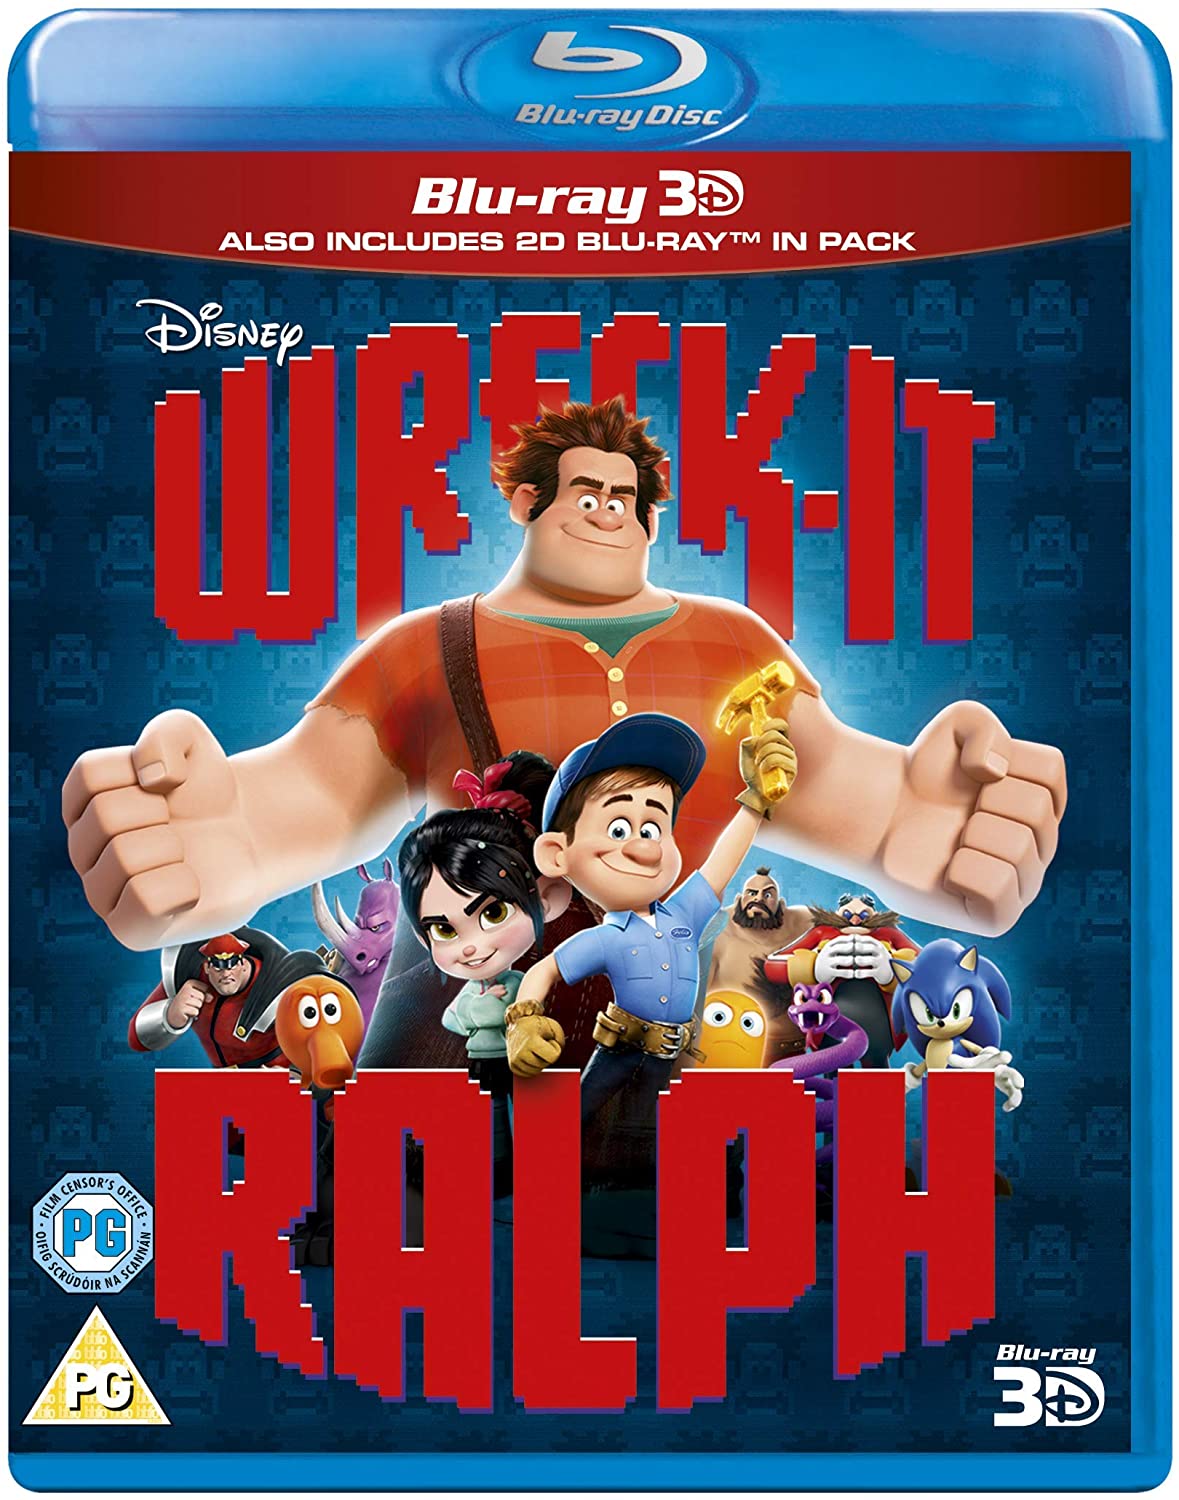 Blu-ray Disc
Blu-ray 3D
ALSO INCLUDES 2D BLU-RAY™ IN PACK
Disney
WRECK-IT
Felix
RALPH
· FILM CENSOR'S OFFICE ·
PG
OIFIG SCRÚDÓIR NA SCANNÁN
PG
Blu-ray
3D